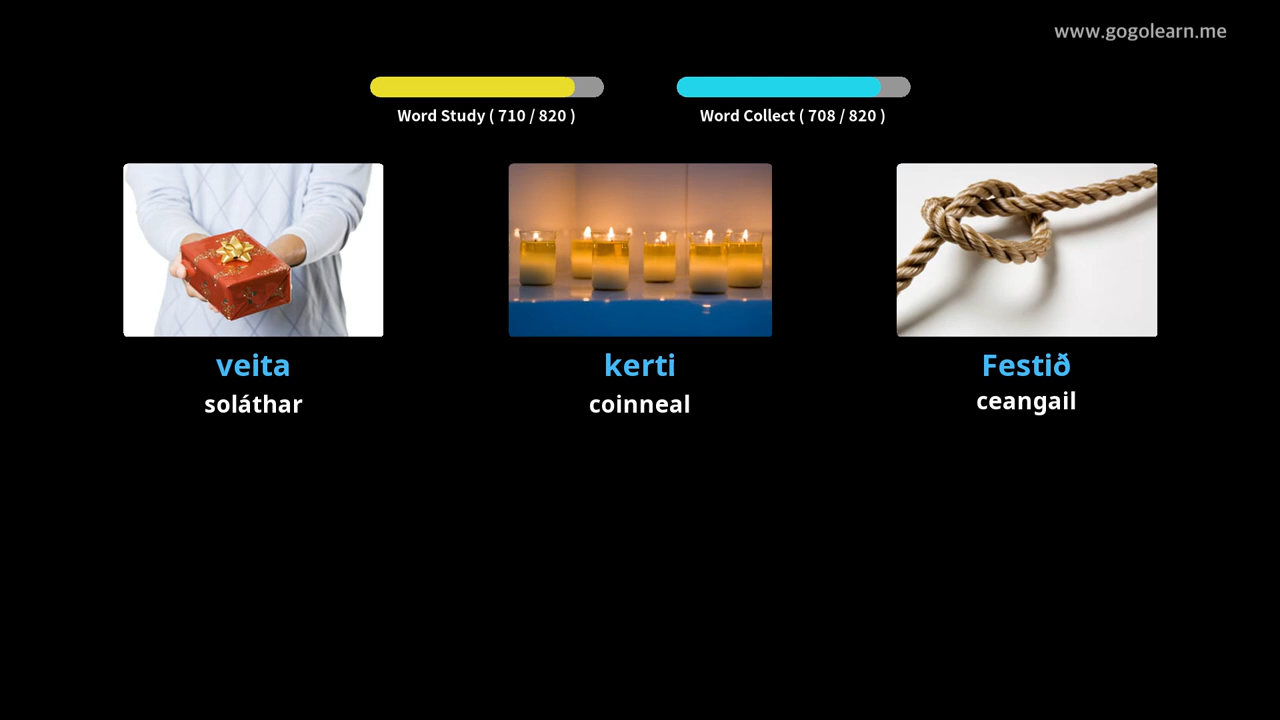 www.gogolearn.me
Word Study ( 710 / 820 )
Word Collect ( 708 / 820 )
veita
soláthar
kerti
coinneal
Festið
ceangail